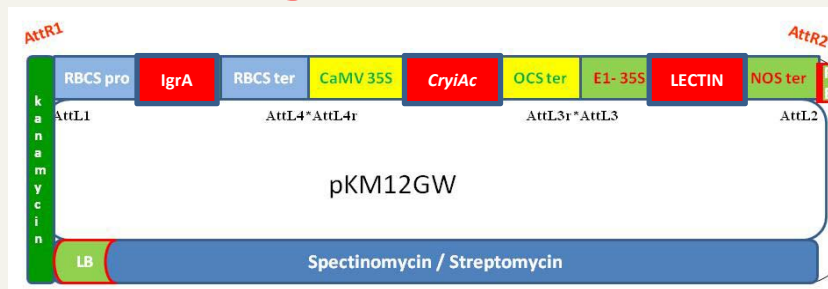 AttR1
AttR2
RBCS pro IgrA RBCS ter CaMV 35S CryiAc OCS ter E1- 35S LECTIN NOS ter
kanamycin
AttL1 AttL4*AttL4r AttL3r*AttL3 AttL2
pKM12GW
LB Spectinomycin / Streptomycin